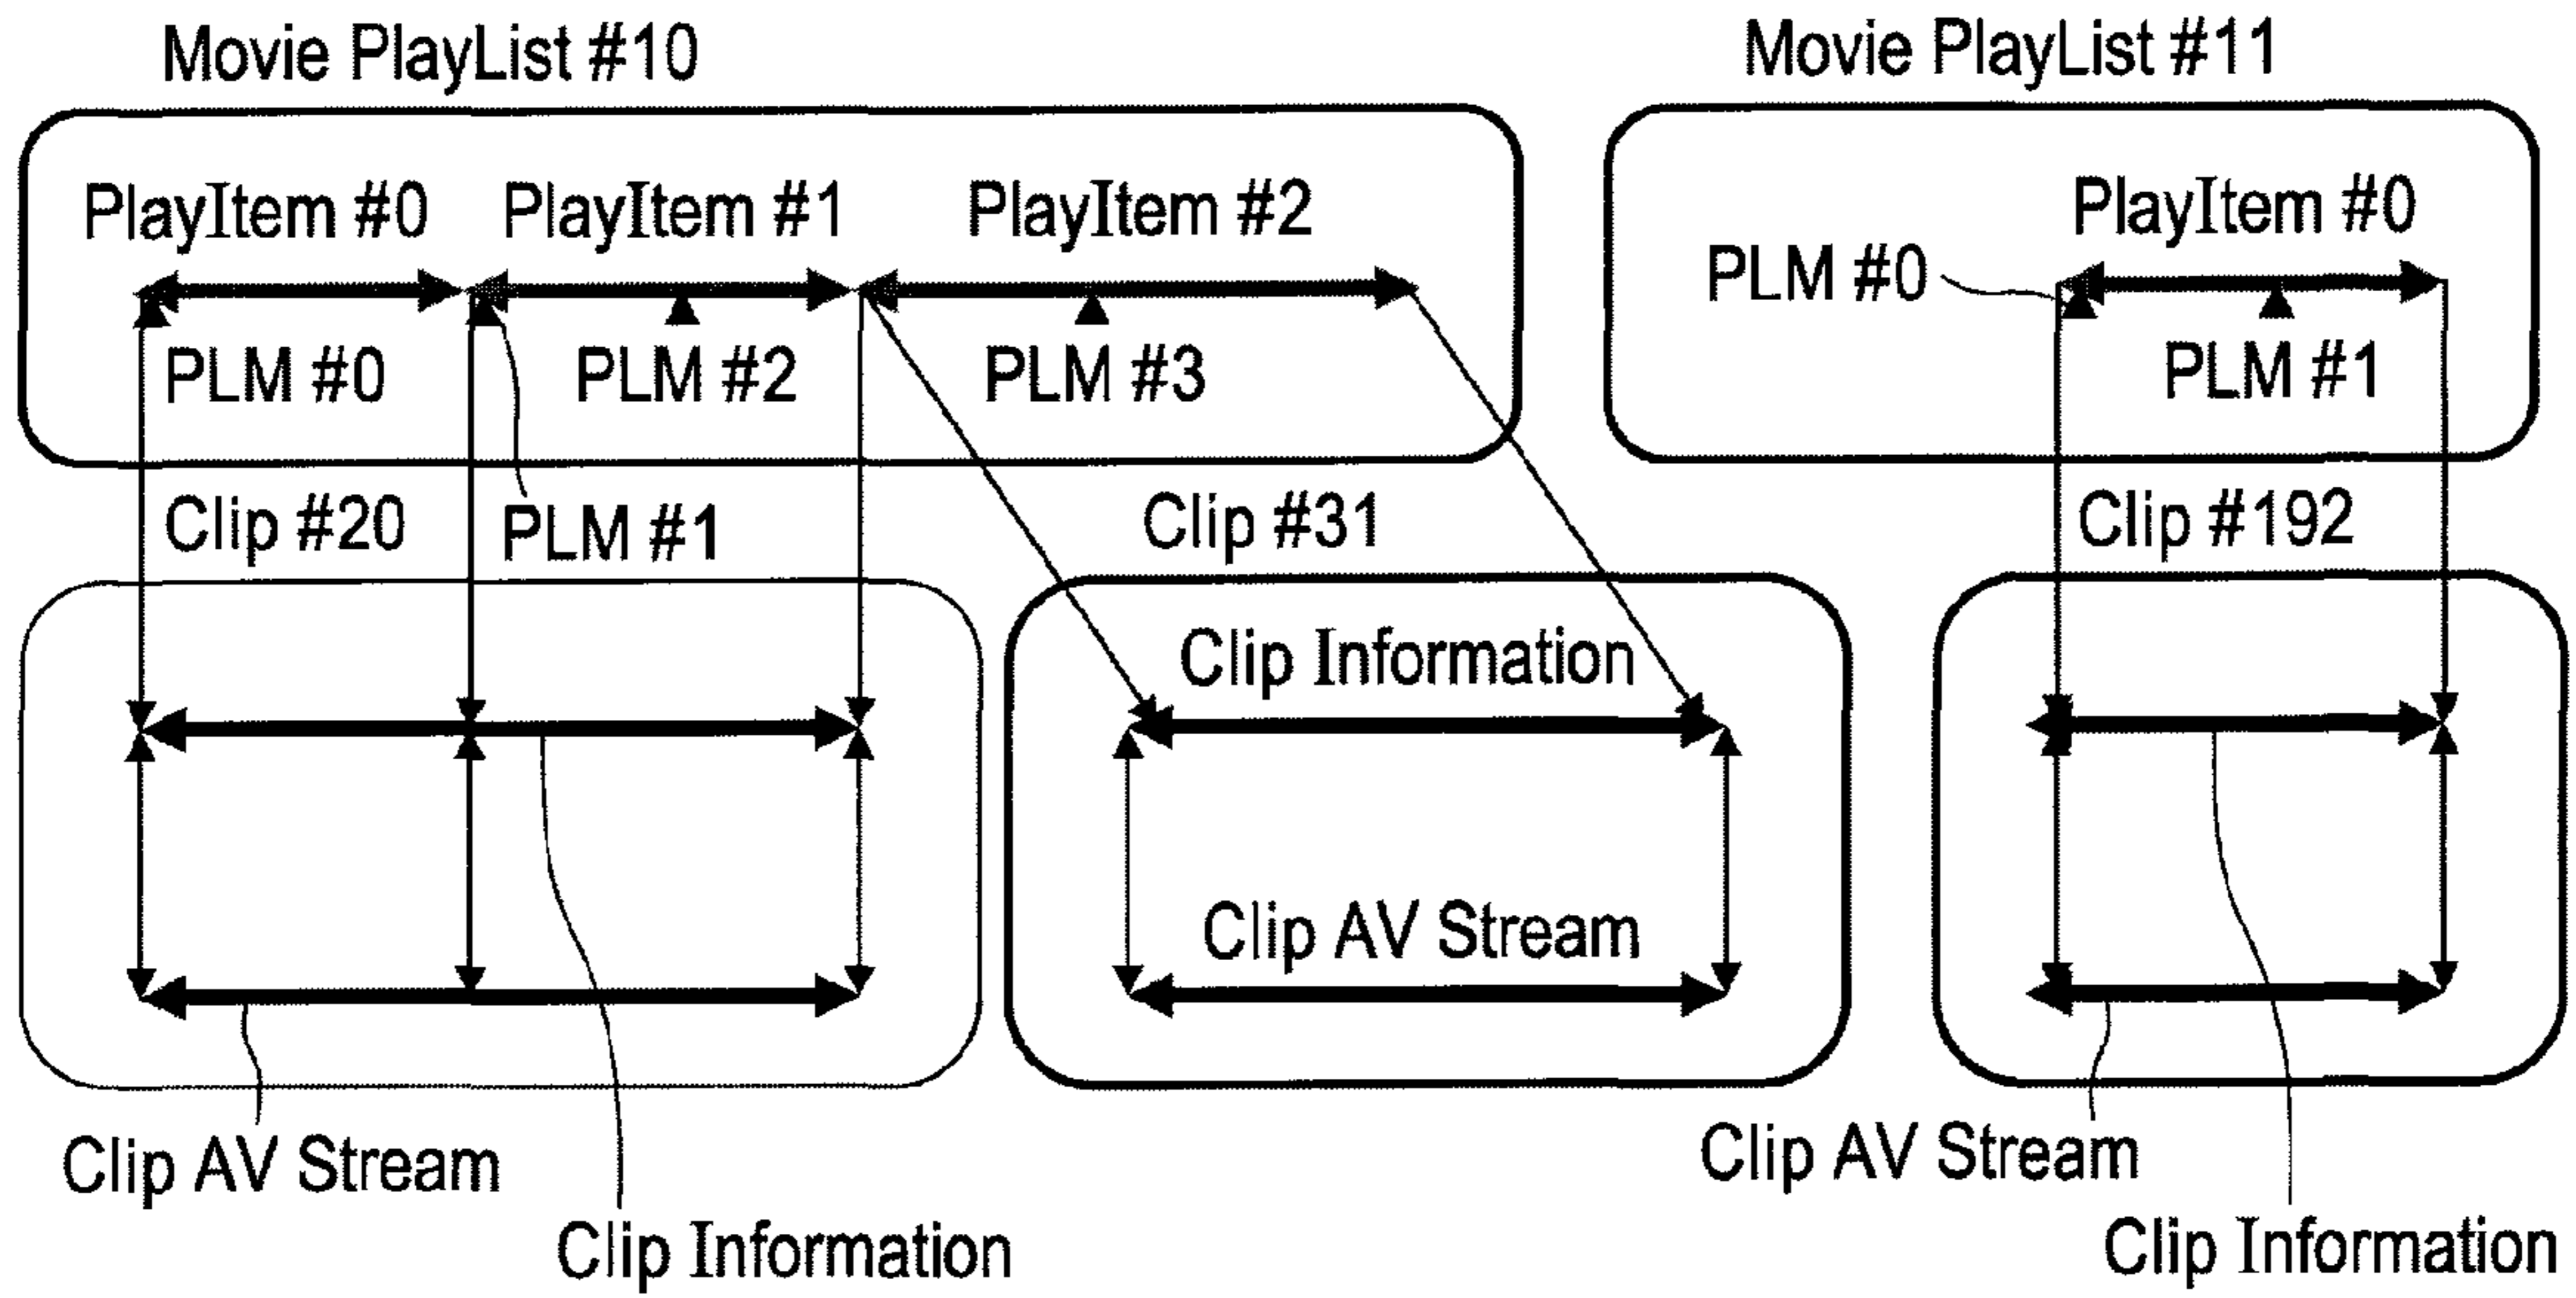 Movie PlayList #10
Movie PlayList #11
PlayItem #0
PlayItem #1
PlayItem #2
PlayItem #0
PLM #0
PLM #0
PLM #2
PLM #3
PLM #1
Clip #20
PLM #1
Clip #31
Clip #192
Clip Information
Clip AV Stream
Clip AV Stream
Clip AV Stream
Clip Information
Clip Information